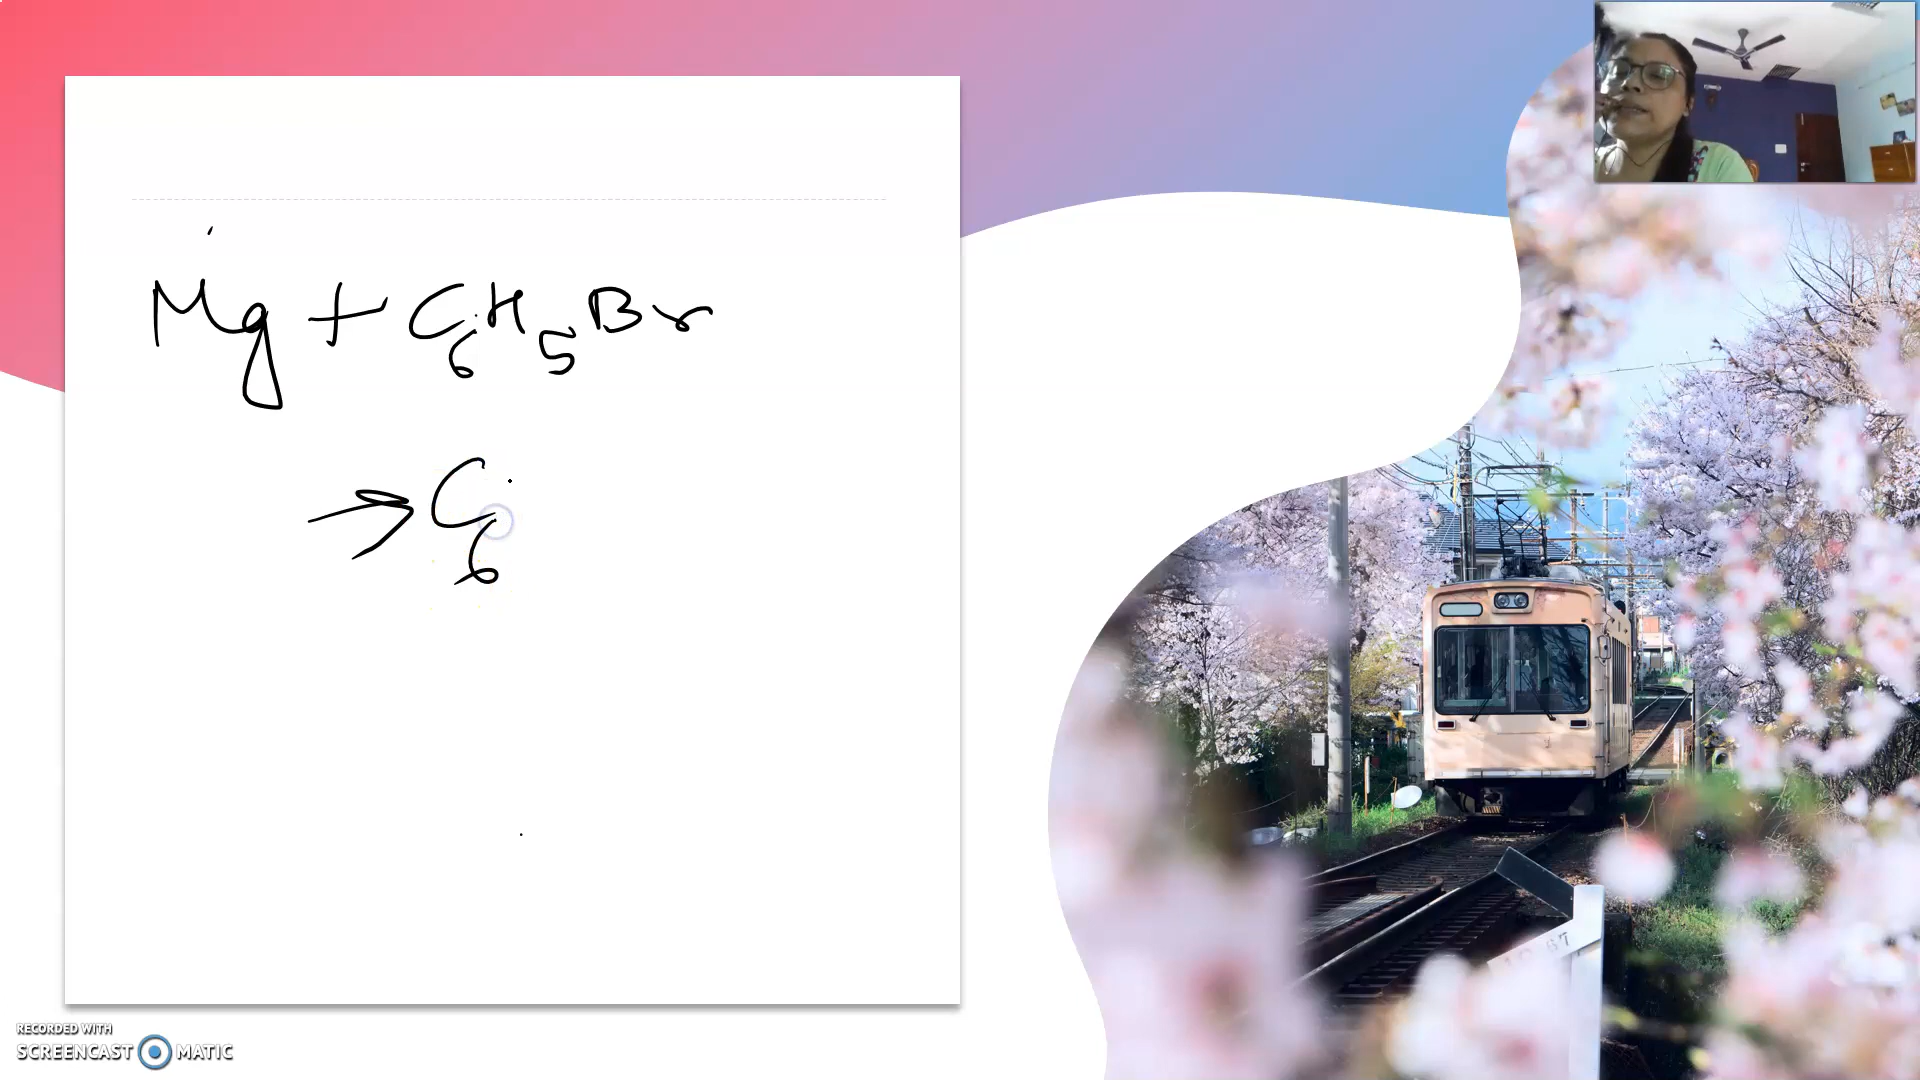 Mg + C6H5Br
→ C6
RECORDED WITH
SCREENCAST MATIC